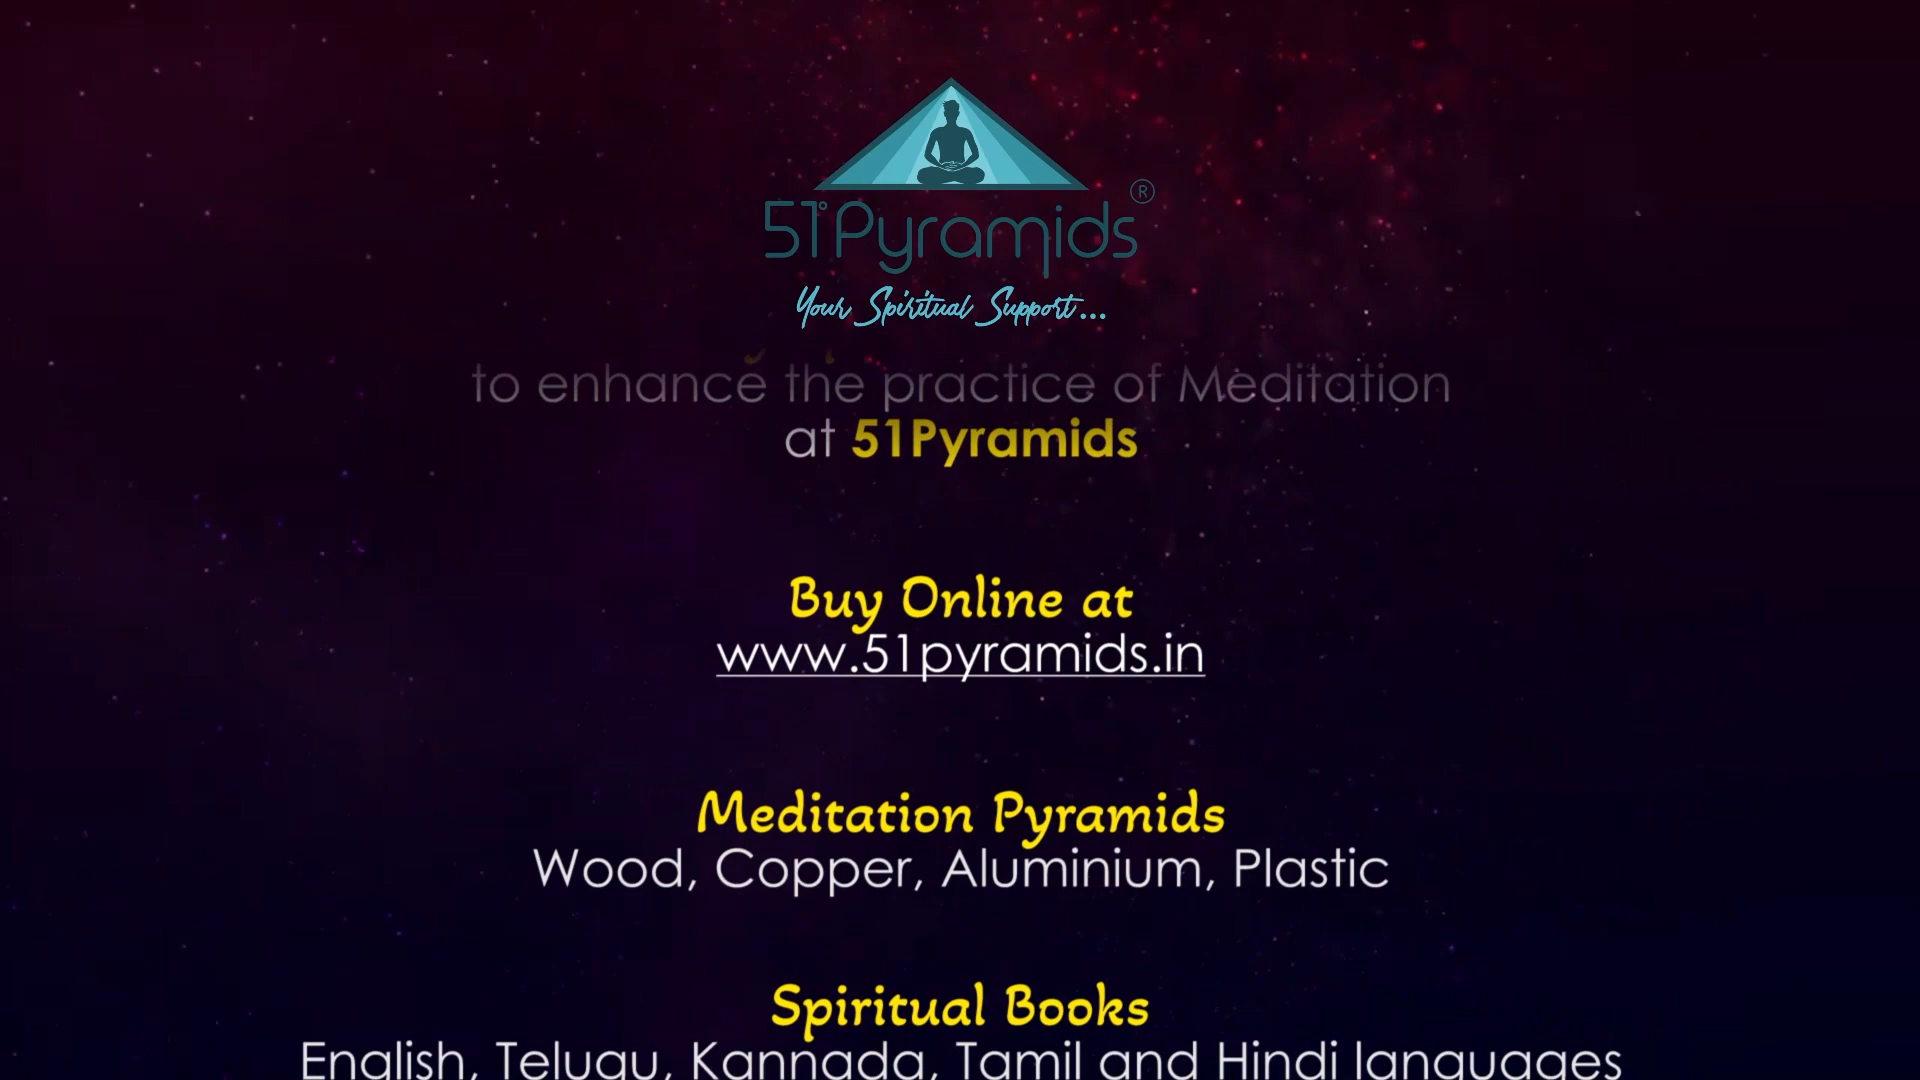 51°Pyramids®
Your Spiritual Support...
to enhance the practice of Meditation
at 51Pyramids
Buy Online at
www.51pyramids.in
Meditation Pyramids
Wood, Copper, Aluminium, Plastic
Spiritual Books
English, Telugu, Kannada, Tamil and Hindi languages